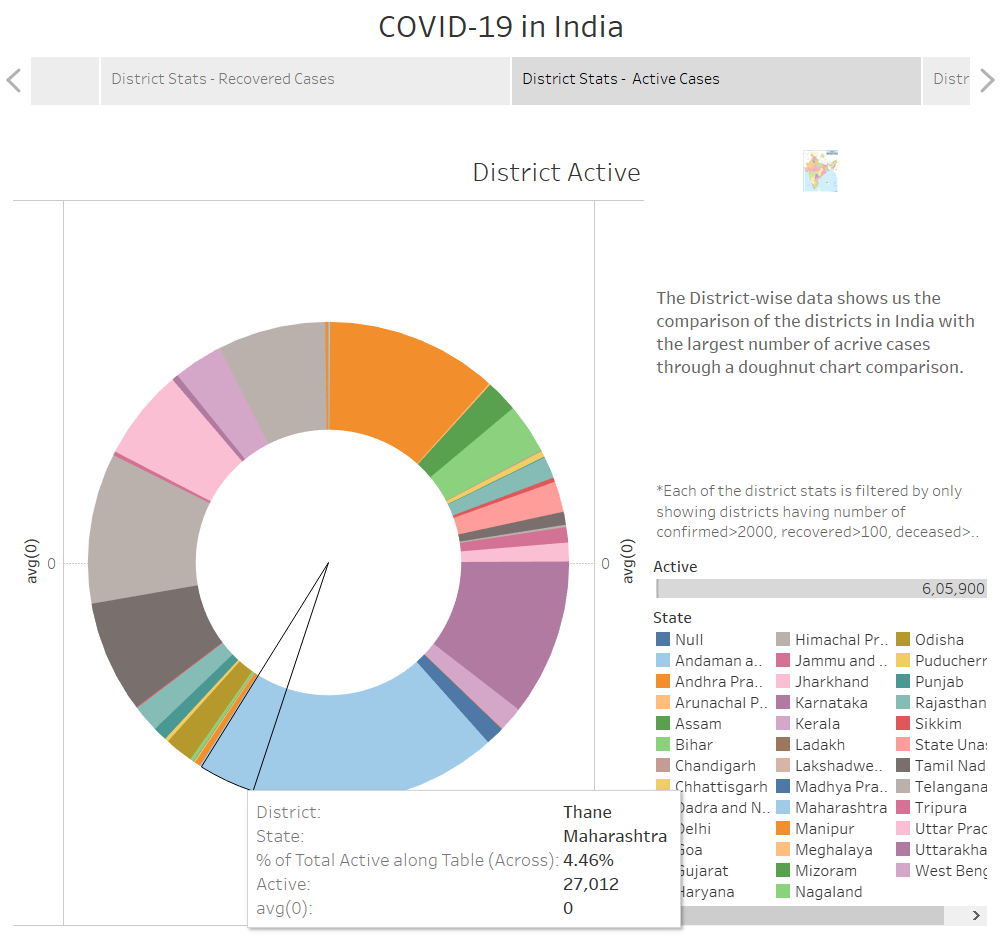 COVID-19 in India
District Stats - Recovered Cases
District Stats -  Active Cases
Distr
District Active
The District-wise data shows us the
comparison of the districts in India with
the largest number of acrive cases
through a doughnut chart comparison.
*Each of the district stats is filtered by only
showing districts having number of
confirmed>2000, recovered>100, deceased>..
avg(0)
0
0
avg(0)
Active
6,05,900
State
Null
Andaman a..
Andhra Pra..
Arunachal P..
Assam
Bihar
Chandigarh
Chhattisgarh
Dadra and N..
Delhi
Goa
Gujarat
Haryana
Himachal Pr..
Jammu and ..
Jharkhand
Karnataka
Kerala
Ladakh
Lakshadwe..
Madhya Pra..
Maharashtra
Manipur
Meghalaya
Mizoram
Nagaland
Odisha
Puducherr
Punjab
Rajasthan
Sikkim
State Unas
Tamil Nad
Telangana
Tripura
Uttar Prad
Uttarakha
West Beng
District: Thane
State: Maharashtra
% of Total Active along Table (Across): 4.46%
Active: 27,012
avg(0): 0